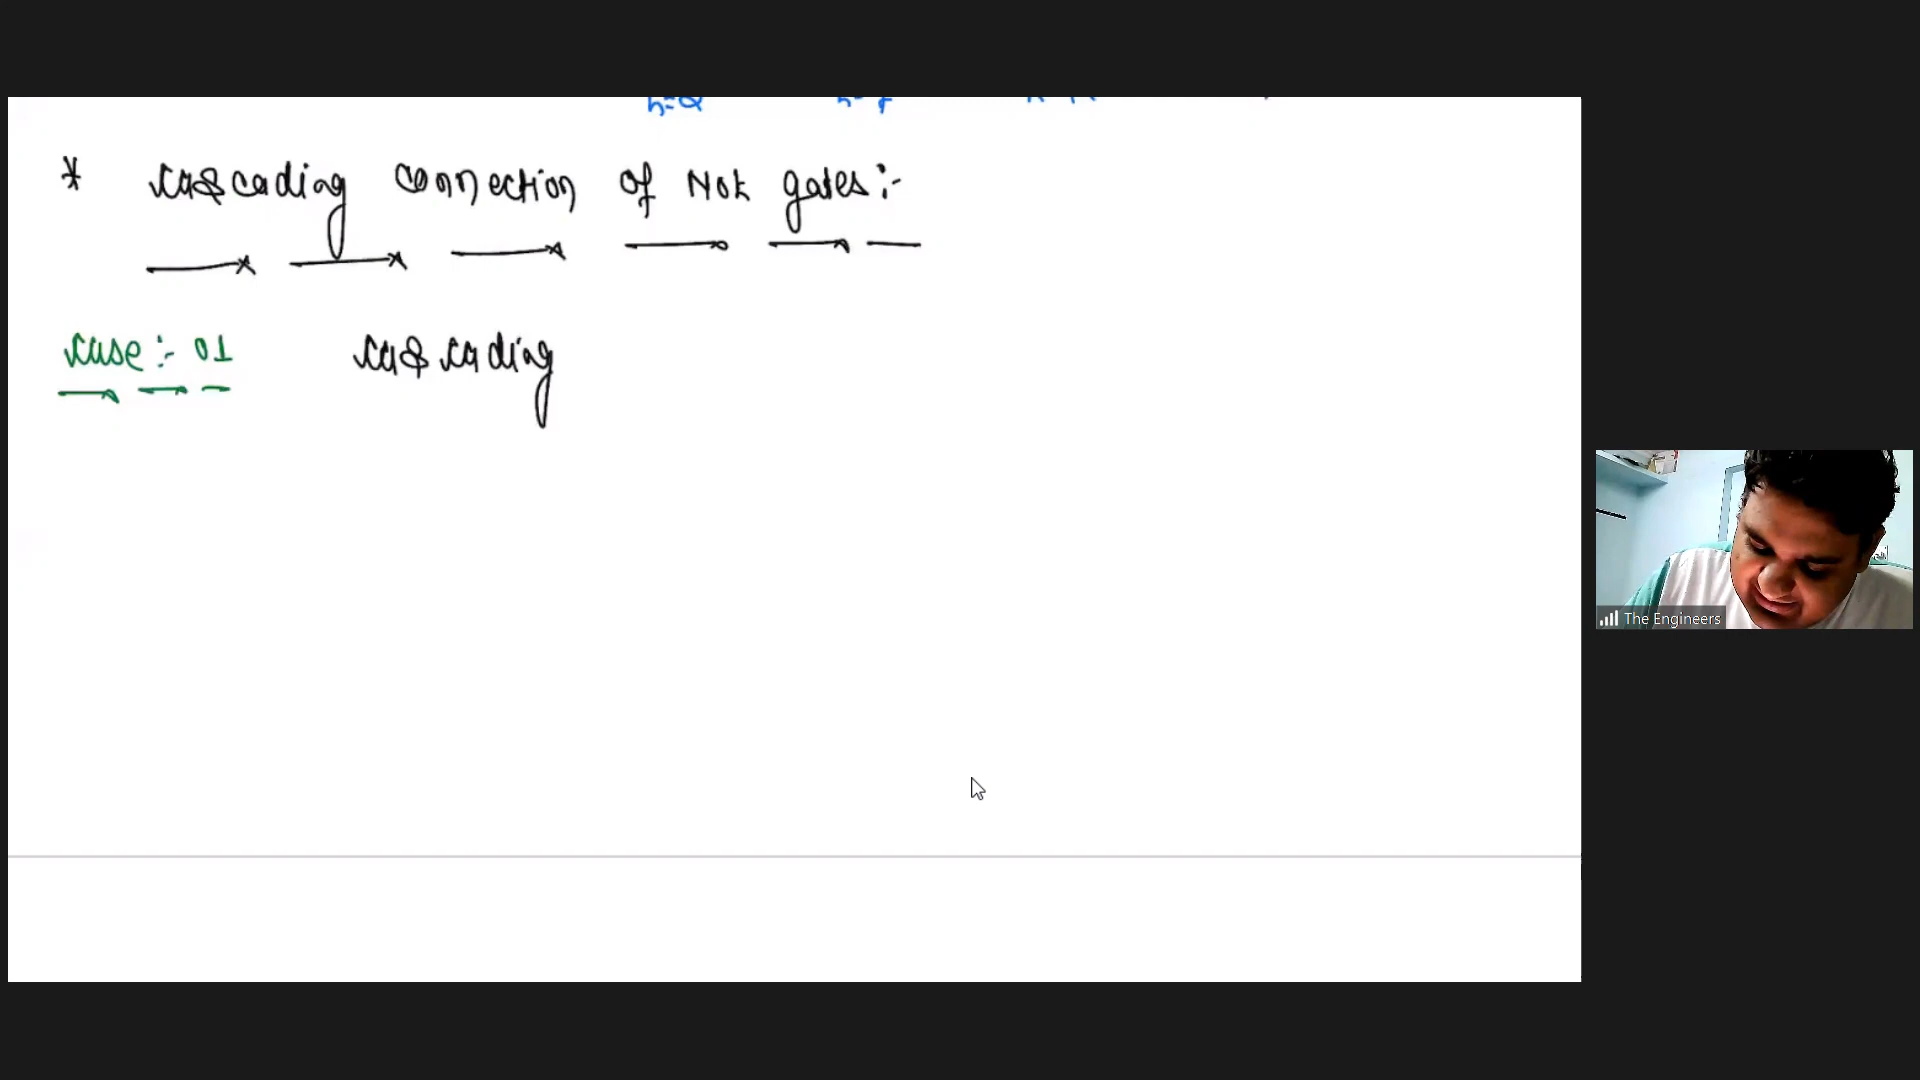 * Cascading connection of Not gates :-
Case :- 01 Cascading
The Engineers